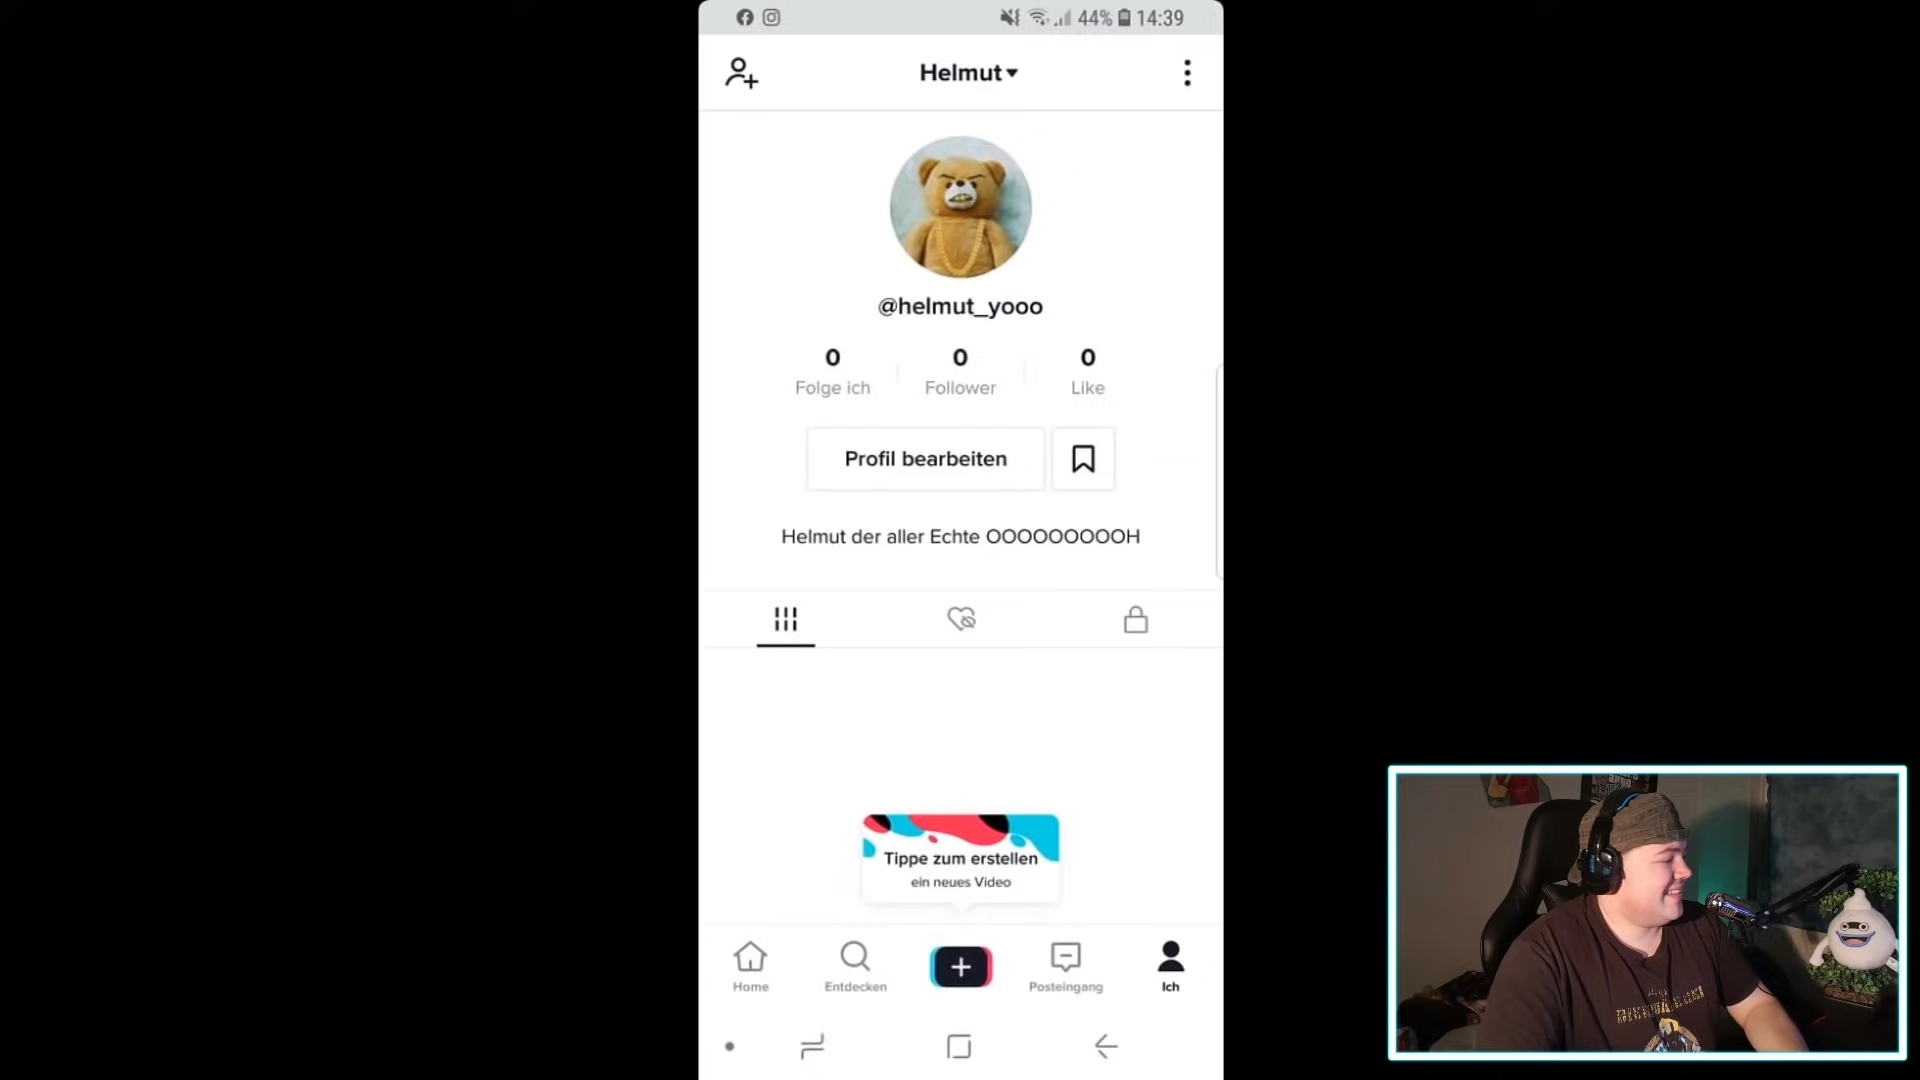 44% 14:39
Helmut
@helmut_yooo
0 0 0
Folge ich Follower Like
Profil bearbeiten
Helmut der aller Echte OOOOOOOOOH
Tippe zum erstellen
ein neues Video
Home Entdecken Posteingang Ich